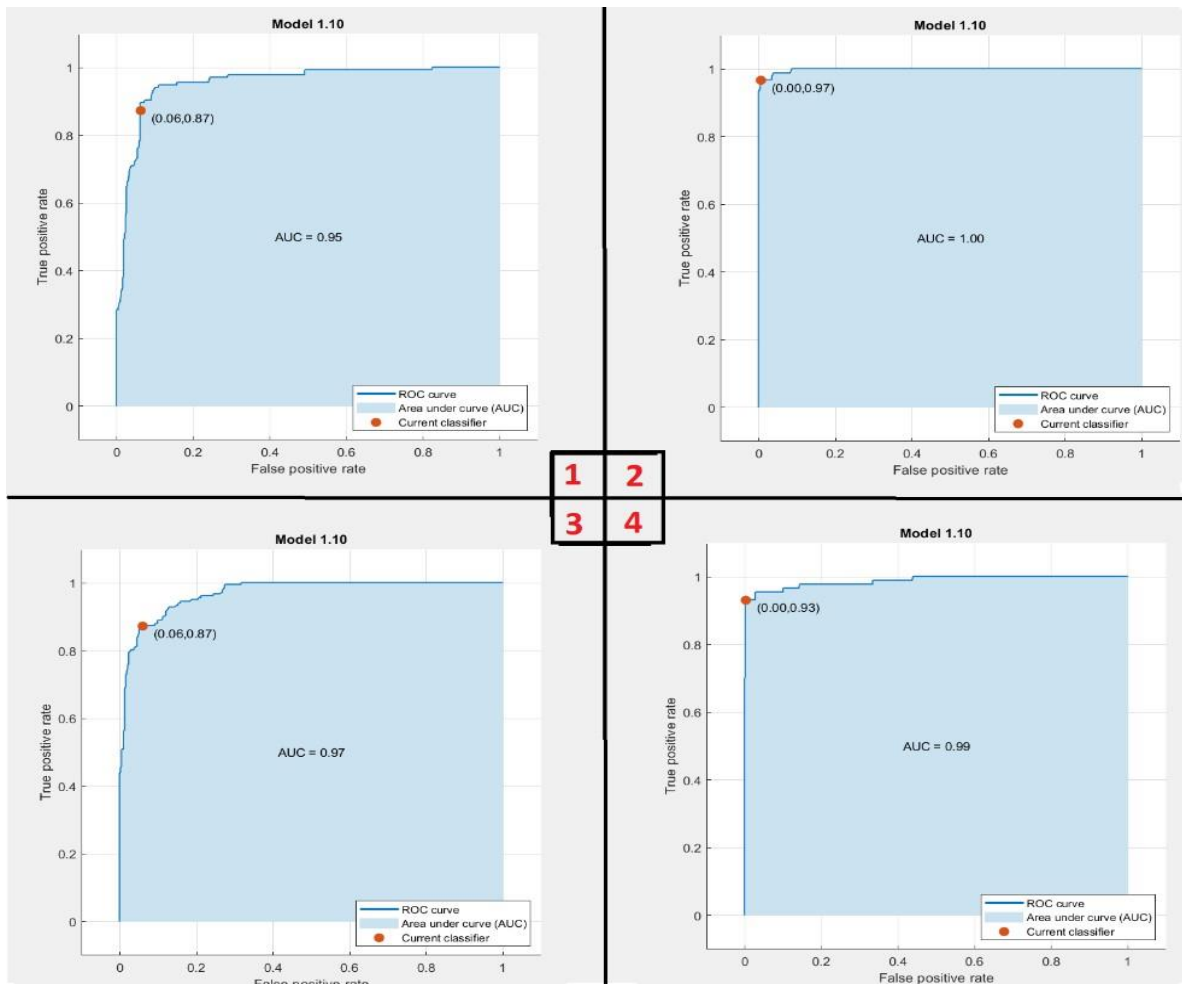 Model 1.10
1
0.8
0.6
0.4
0.2
0
True positive rate
(0.06,0.87)
AUC = 0.95
ROC curve
Area under curve (AUC)
Current classifier
0 0.2 0.4 0.6 0.8 1
False positive rate
Model 1.10
1
0.8
0.6
0.4
0.2
0
True positive rate
(0.00,0.97)
AUC = 1.00
ROC curve
Area under curve (AUC)
Current classifier
0 0.2 0.4 0.6 0.8 1
False positive rate
1 2
3 4
Model 1.10
1
0.8
0.6
0.4
0.2
0
True positive rate
(0.06,0.87)
AUC = 0.97
ROC curve
Area under curve (AUC)
Current classifier
0 0.2 0.4 0.6 0.8 1
False positive rate
Model 1.10
1
0.8
0.6
0.4
0.2
0
True positive rate
(0.00,0.93)
AUC = 0.99
ROC curve
Area under curve (AUC)
Current classifier
0 0.2 0.4 0.6 0.8 1
False positive rate